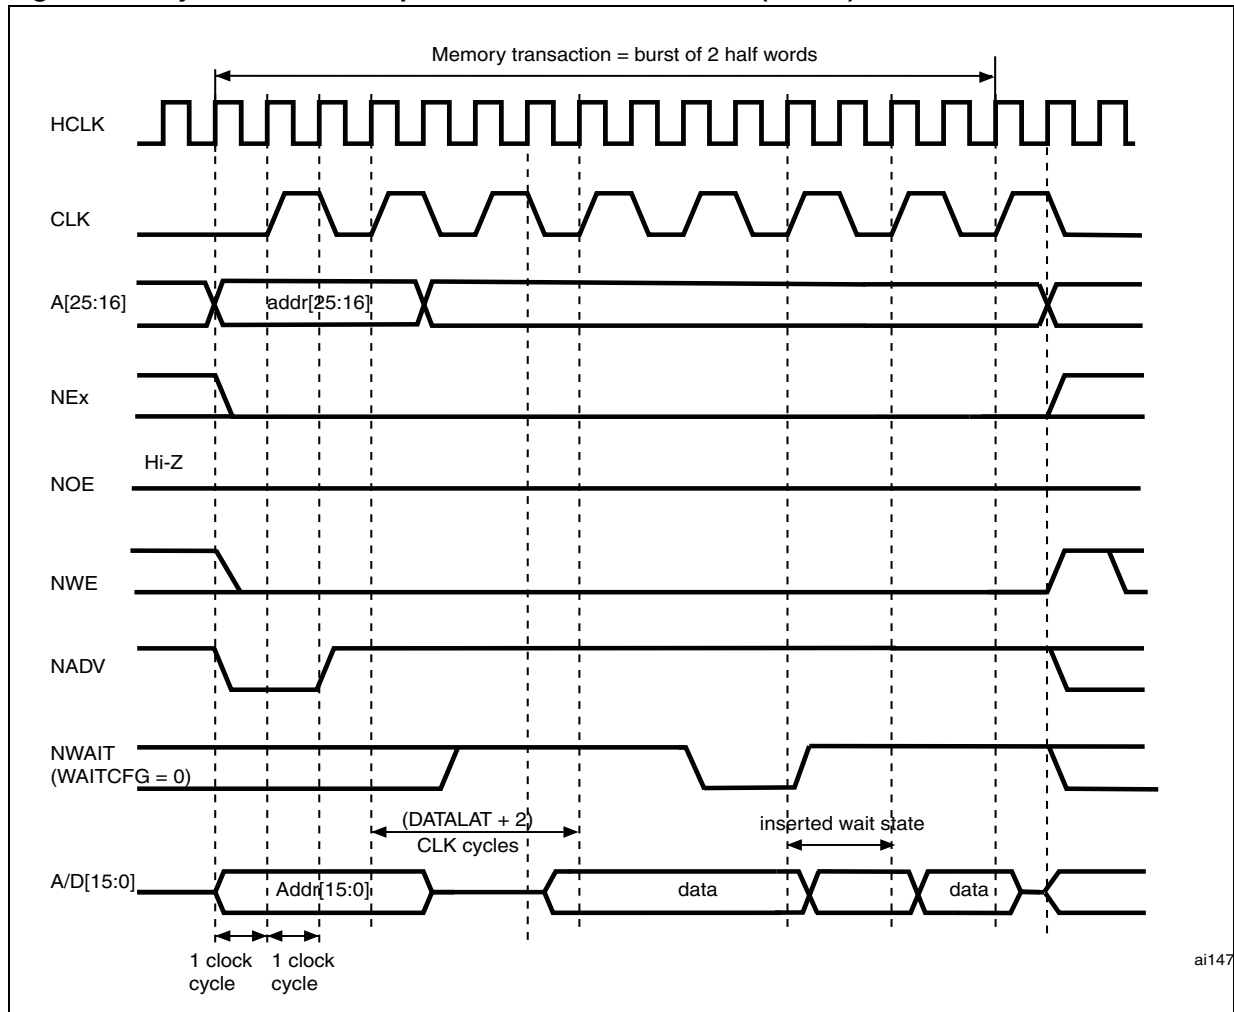 Memory transaction = burst of 2 half words
HCLK
CLK
A[25:16]
addr[25:16]
NEx
Hi-Z
NOE
NWE
NADV
NWAIT
(WAITCFG = 0)
(DATALAT + 2)
CLK cycles
inserted wait state
A/D[15:0]
Addr[15:0]
data
data
1 clock
cycle
1 clock
cycle
ai147